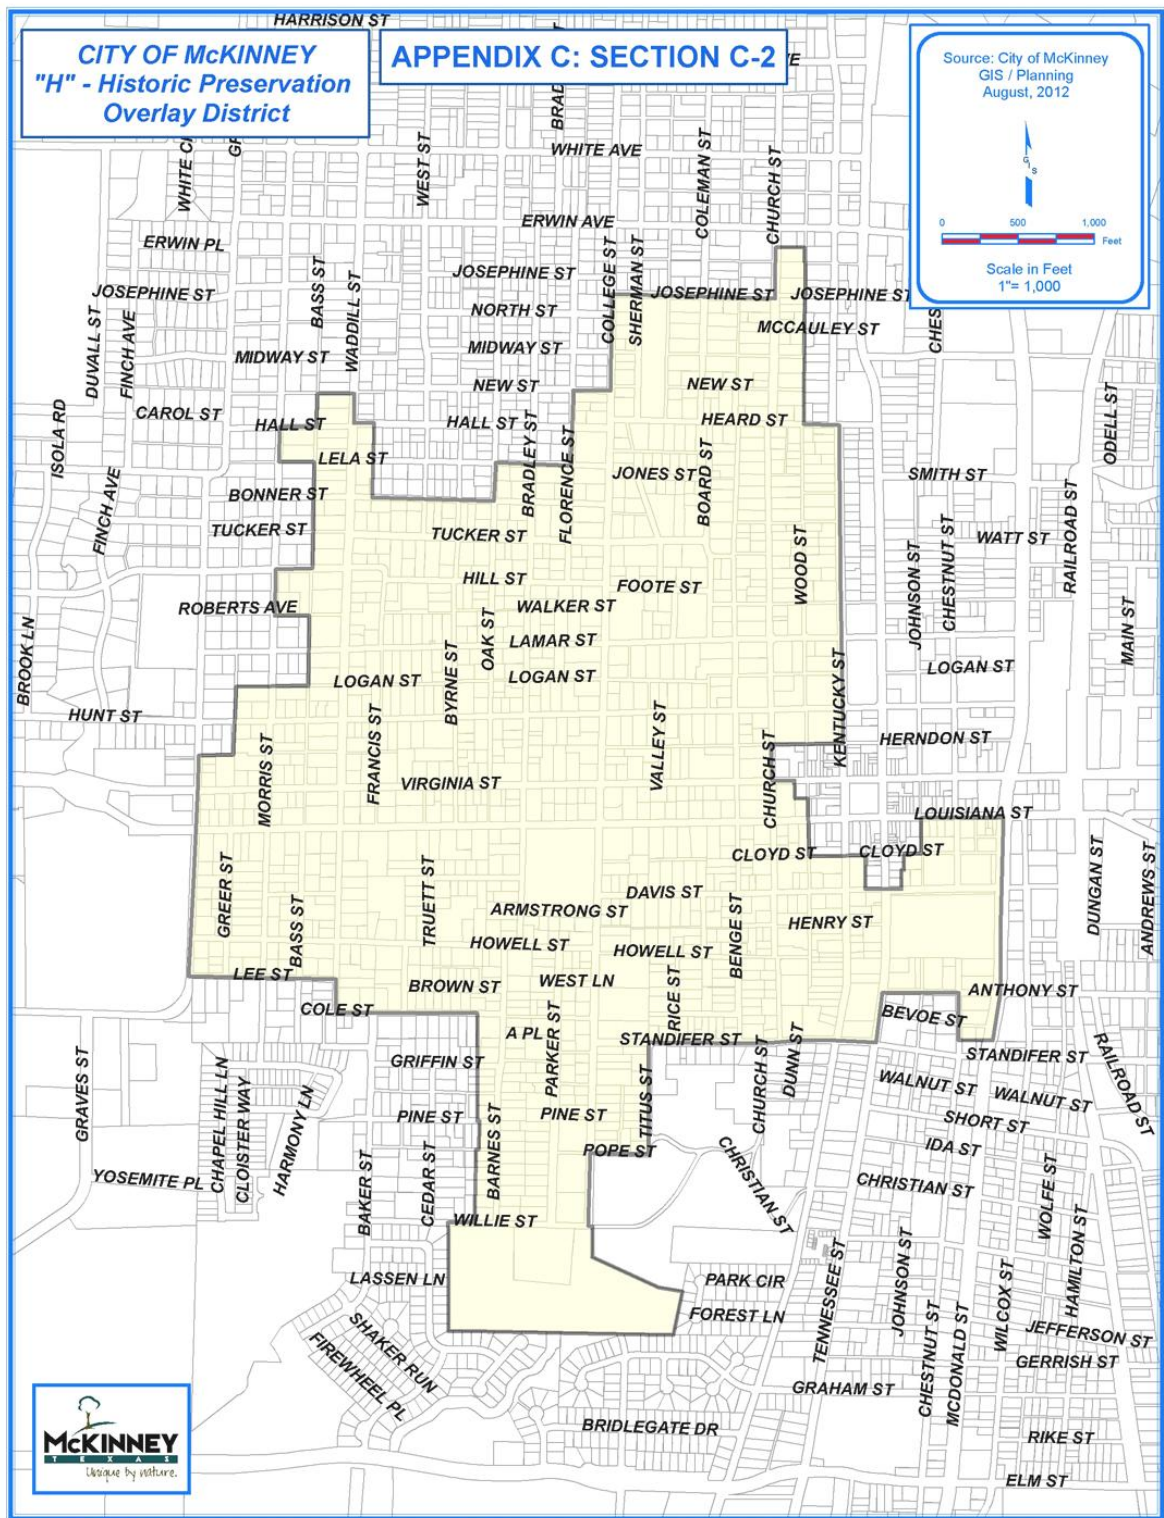 HARRISON ST
CITY OF McKINNEY
"H" - Historic Preservation
Overlay District
APPENDIX C: SECTION C-2
Source: City of McKinney
GIS / Planning
August, 2012
GIS
0 500 1,000
Feet
Scale in Feet
1"= 1,000
WHITE AVE
WEST ST
COLEMAN ST
CHURCH ST
ERWIN AVE
ERWIN PL
JOSEPHINE ST
BASS ST
WADDILL ST
JOSEPHINE ST
COLLEGE ST
SHERMAN ST
JOSEPHINE ST
JOSEPHINE ST
NORTH ST
MCCAULEY ST
DUVALL ST
FINCH AVE
MIDWAY ST
MIDWAY ST
NEW ST
NEW ST
CAROL ST
HALL ST
HALL ST
HEARD ST
ODELL ST
ISOLA RD
LELA ST
BRADLEY ST
FLORENCE ST
JONES ST
BOARD ST
SMITH ST
BONNER ST
FINCH AVE
TUCKER ST
TUCKER ST
WATT ST
RAILROAD ST
WOOD ST
JOHNSON ST
CHESTNUT ST
HILL ST
FOOTE ST
ROBERTS AVE
WALKER ST
OAK ST
LAMAR ST
MAIN ST
BROOK LN
BYRNE ST
LOGAN ST
LOGAN ST
LOGAN ST
KENTUCKY ST
HUNT ST
FRANCIS ST
VALLEY ST
HERNDON ST
MORRIS ST
VIRGINIA ST
CHURCH ST
LOUISIANA ST
CLOYD ST
CLOYD ST
GREER ST
TRUETT ST
DAVIS ST
DUNGAN ST
ANDREWS ST
BASS ST
ARMSTRONG ST
BENGE ST
HENRY ST
HOWELL ST
HOWELL ST
LEE ST
BROWN ST
WEST LN
RICE ST
ANTHONY ST
COLE ST
BEVOE ST
A PL
PARKER ST
STANDIFER ST
STANDIFER ST
GRIFFIN ST
CHURCH ST
DUNN ST
RAILROAD ST
GRAVES ST
CHAPEL HILL LN
CLOISTER WAY
HARMONY LN
WALNUT ST
WALNUT ST
PINE ST
BARNES ST
PINE ST
TITUS ST
SHORT ST
POPE ST
IDA ST
YOSEMITE PL
BAKER ST
CEDAR ST
CHRISTIAN ST
CHRISTIAN ST
WOLFE ST
WILLIE ST
HAMILTON ST
LASSEN LN
PARK CIR
TENNESSEE ST
JOHNSON ST
WILCOX ST
FOREST LN
SHAKER RUN
FIREWHEEL PL
CHESTNUT ST
MCDONALD ST
JEFFERSON ST
GERRISH ST
GRAHAM ST
BRIDLEGATE DR
RIKE ST
ELM ST
McKINNEY
TEXAS
Unique by nature.